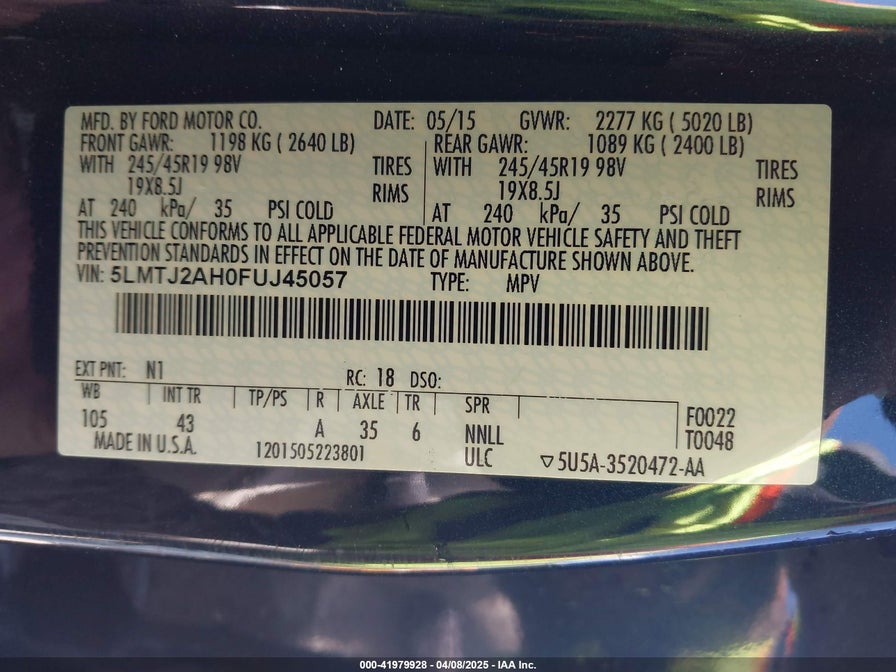 MFD. BY FORD MOTOR CO. DATE: 05/15 GVWR: 2277 KG ( 5020 LB)
FRONT GAWR: 1198 KG ( 2640 LB) REAR GAWR: 1089 KG ( 2400 LB)
WITH 245/45R19 98V TIRES WITH 245/45R19 98V TIRES
19X8.5J RIMS 19X8.5J RIMS
AT 240 kPa/ 35 PSI COLD AT 240 kPa/ 35 PSI COLD
THIS VEHICLE CONFORMS TO ALL APPLICABLE FEDERAL MOTOR VEHICLE SAFETY AND THEFT
PREVENTION STANDARDS IN EFFECT ON THE DATE OF MANUFACTURE SHOWN ABOVE.
VIN: 5LMTJ2AH0FUJ45057 TYPE: MPV
EXT PNT: N1 RC: 18 DSO:
WB INT TR TP/PS R AXLE TR SPR F0022
105 43 A 35 6 NNLL T0048
MADE IN U.S.A. 1201505223801 ULC ▽5U5A-3520472-AA
000-41979928 - 04/08/2025 - IAA Inc.